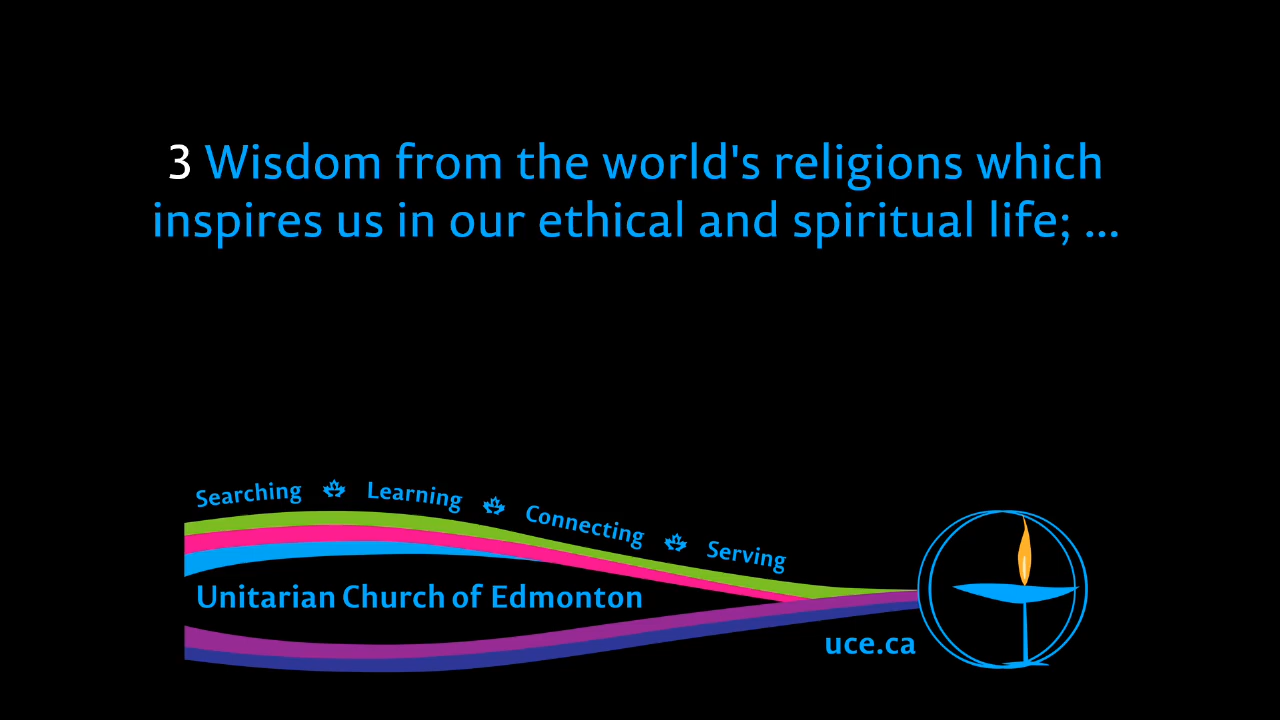 3 Wisdom from the world's religions which
inspires us in our ethical and spiritual life; ...
Searching Learning Connecting Serving
Unitarian Church of Edmonton
uce.ca